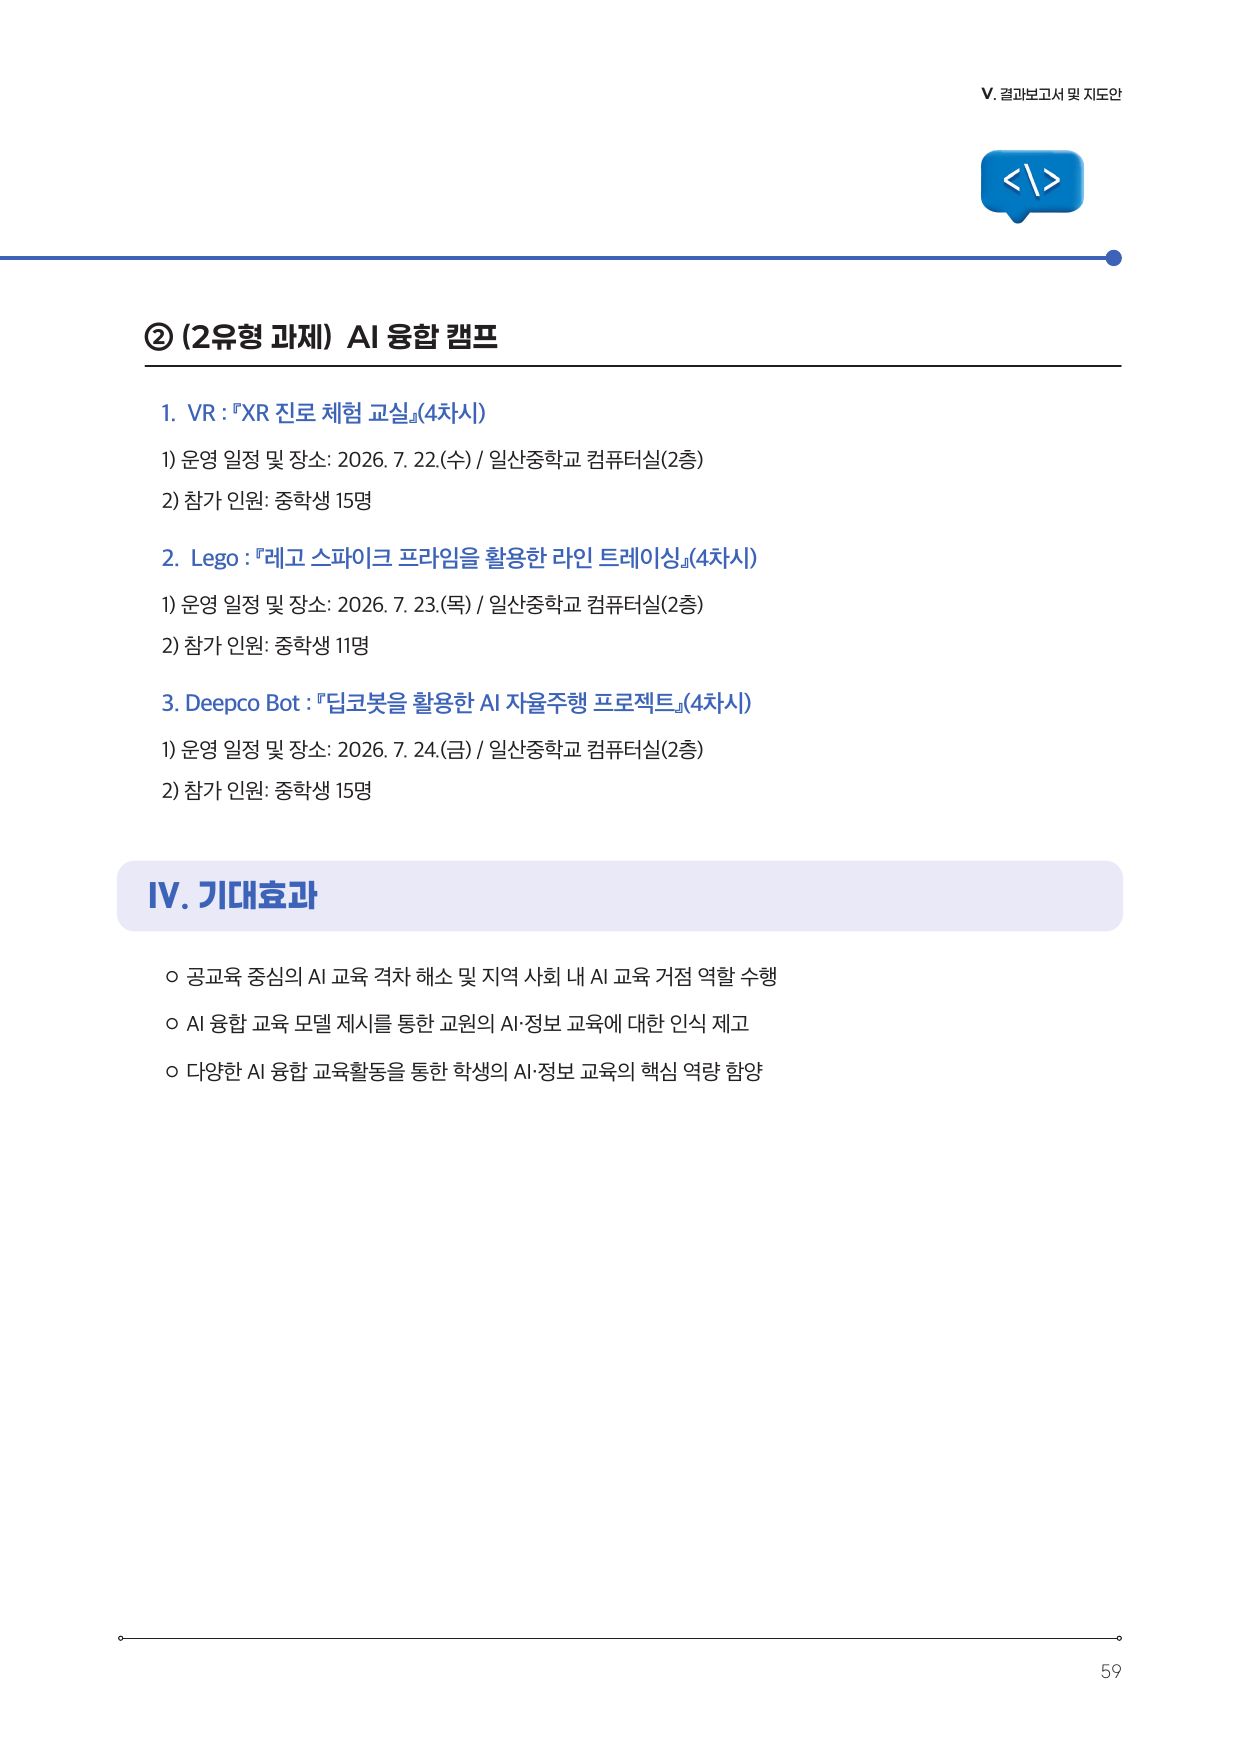 V. 결과보고서 및 지도안
<\>
② (2유형 과제) AI 융합 캠프
1. VR : 『XR 진로 체험 교실』(4차시)
1) 운영 일정 및 장소: 2026. 7. 22.(수) / 일산중학교 컴퓨터실(2층)
2) 참가 인원: 중학생 15명
2. Lego : 『레고 스파이크 프라임을 활용한 라인 트레이싱』(4차시)
1) 운영 일정 및 장소: 2026. 7. 23.(목) / 일산중학교 컴퓨터실(2층)
2) 참가 인원: 중학생 11명
3. Deepco Bot : 『딥코봇을 활용한 AI 자율주행 프로젝트』(4차시)
1) 운영 일정 및 장소: 2026. 7. 24.(금) / 일산중학교 컴퓨터실(2층)
2) 참가 인원: 중학생 15명
IV. 기대효과
ㅇ 공교육 중심의 AI 교육 격차 해소 및 지역 사회 내 AI 교육 거점 역할 수행
ㅇ AI 융합 교육 모델 제시를 통한 교원의 AI·정보 교육에 대한 인식 제고
ㅇ 다양한 AI 융합 교육활동을 통한 학생의 AI·정보 교육의 핵심 역량 함양
59